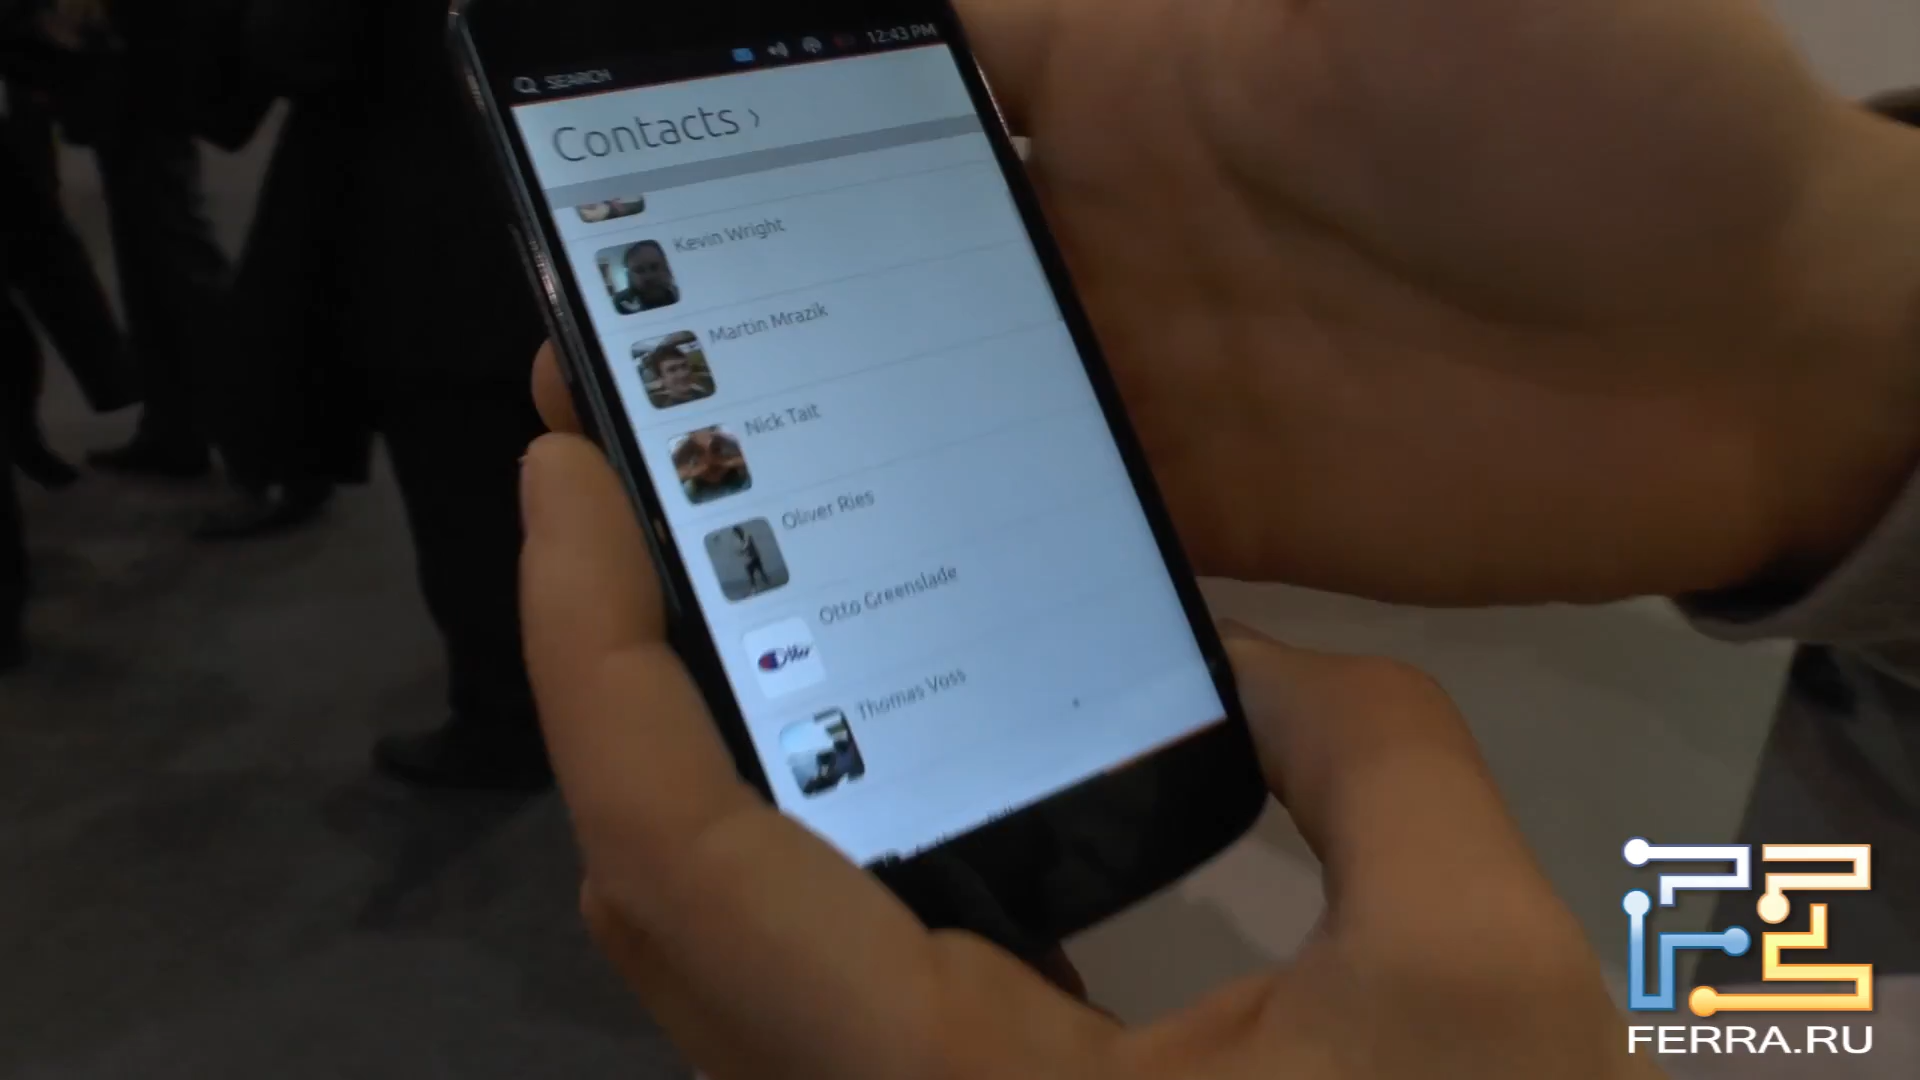 12:43 PM
SEARCH
Contacts ›
Kevin Wright
Martin Mrazik
Nick Tait
Oliver Ries
Otto Greenslade
Thomas Voss
FERRA.RU